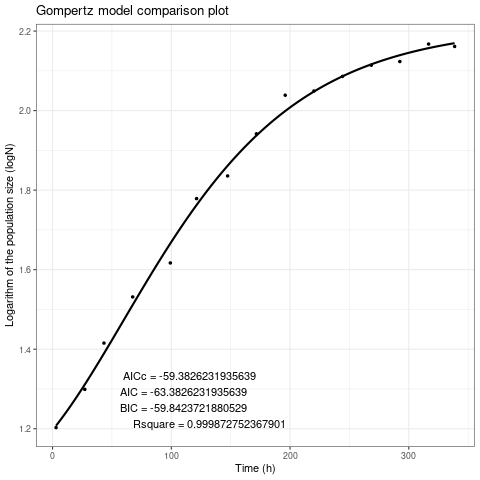 Gompertz model comparison plot
Logarithm of the population size (logN)
2.2
2.0
1.8
1.6
1.4
1.2
AICc = -59.3826231935639
AIC = -63.3826231935639
BIC = -59.8423721880529
Rsquare = 0.999872752367901
0 100 200 300
Time (h)